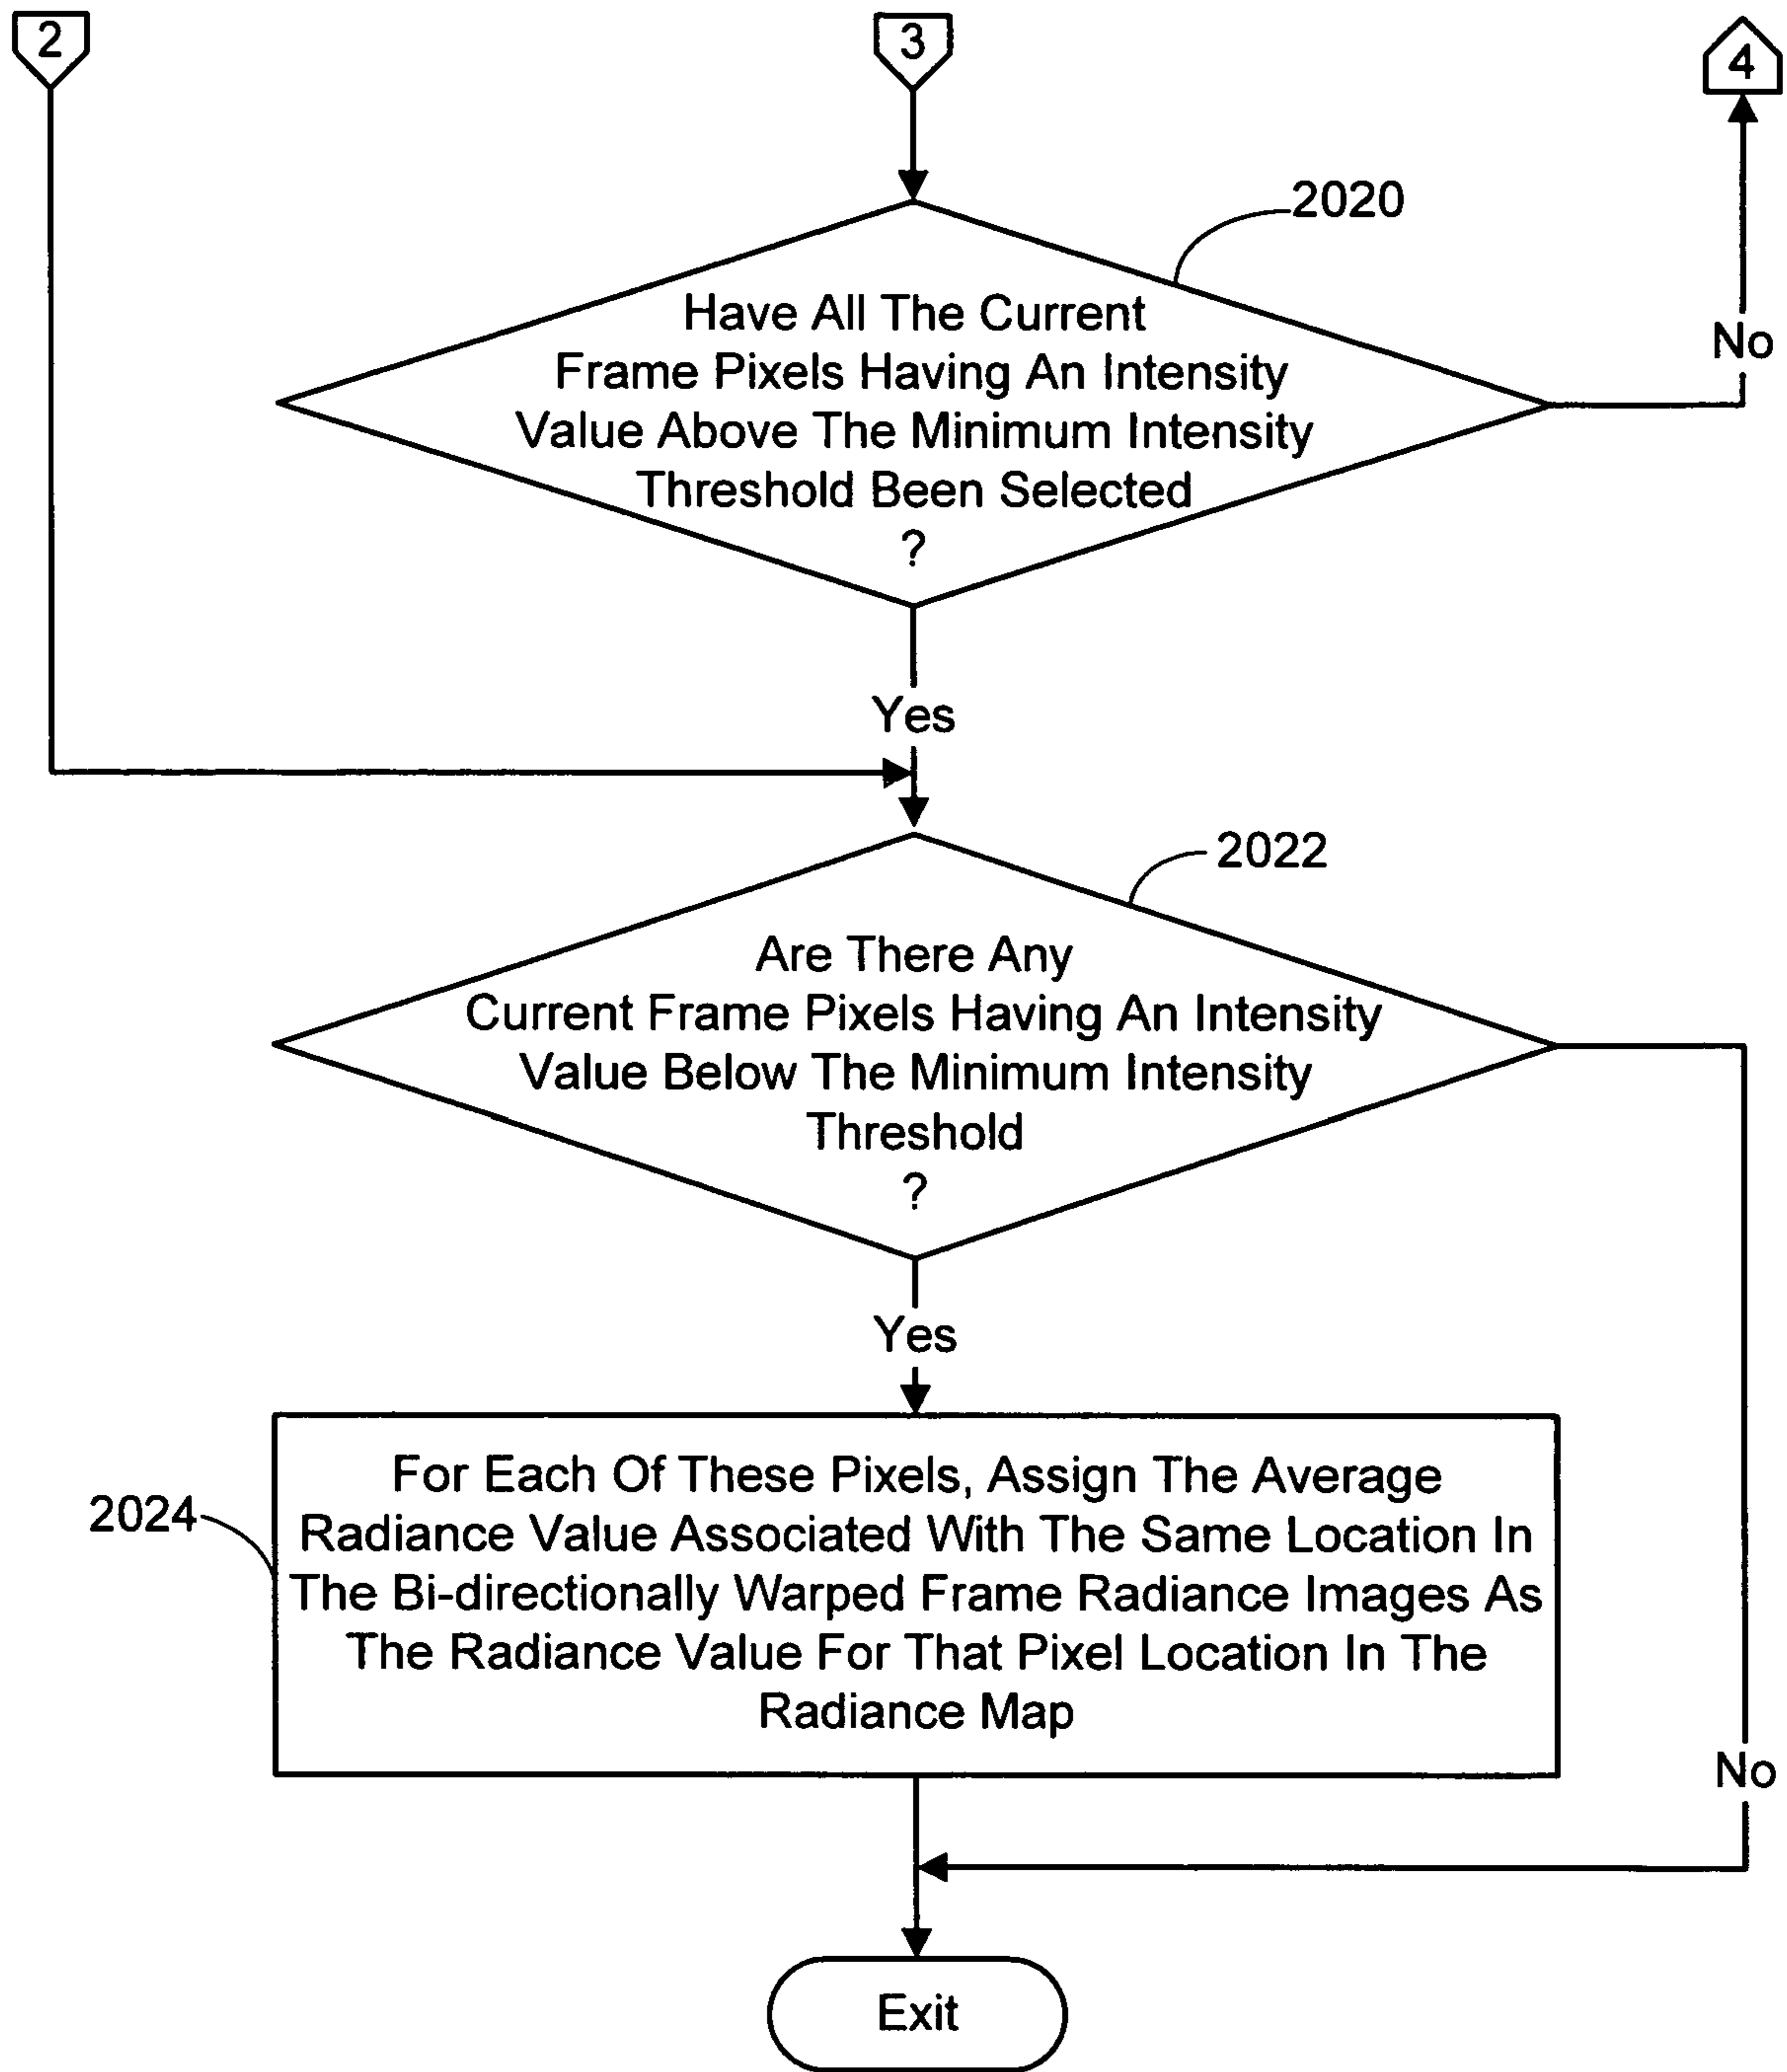 2
3
4
2020
Have All The Current
Frame Pixels Having An Intensity
Value Above The Minimum Intensity
Threshold Been Selected
?
No
Yes
2022
Are There Any
Current Frame Pixels Having An Intensity
Value Below The Minimum Intensity
Threshold
?
Yes
2024
For Each Of These Pixels, Assign The Average
Radiance Value Associated With The Same Location In
The Bi-directionally Warped Frame Radiance Images As
The Radiance Value For That Pixel Location In The
Radiance Map
No
Exit